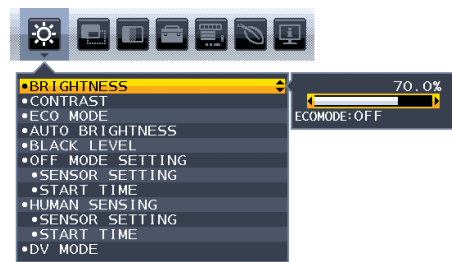 •BRIGHTNESS
•CONTRAST
•ECO MODE
•AUTO BRIGHTNESS
•BLACK LEVEL
•OFF MODE SETTING
•SENSOR SETTING
•START TIME
•HUMAN SENSING
•SENSOR SETTING
•START TIME
•DV MODE
70.0%
ECOMODE:OFF